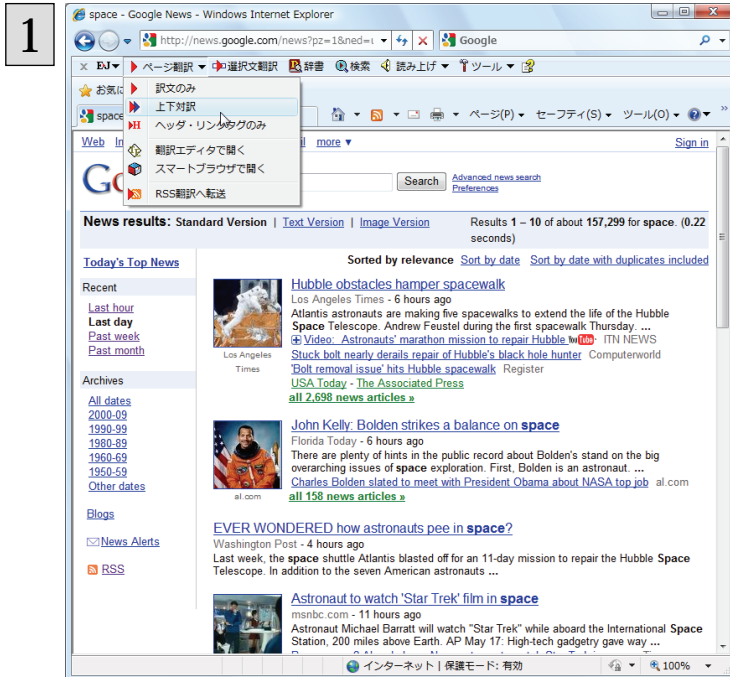 1
space - Google News - Windows Internet Explorer
http://news.google.com/news?pz=1&ned=u
Google
EJ ページ翻訳 選択文翻訳 辞書 検索 読み上げ ツール
お気に
訳文のみ
上下対訳
ヘッダ・リンクタグのみ
翻訳エディタで開く
スマートブラウザで開く
RSS翻訳へ転送
space
ページ(P) セーフティ(S) ツール(O)
Web
more
Sign in
Search
Advanced news search
Preferences
News results: Standard Version | Text Version | Image Version
Results 1 – 10 of about 157,299 for space. (0.22
seconds)
Today's Top News
Sorted by relevance Sort by date Sort by date with duplicates included
Recent
Last hour
Last day
Past week
Past month
Archives
All dates
2000-09
1990-99
1980-89
1960-69
1950-59
Other dates
Blogs
News Alerts
RSS
Hubble obstacles hamper spacewalk
Los Angeles Times - 6 hours ago
Atlantis astronauts are making five spacewalks to extend the life of the Hubble
Space Telescope. Andrew Feustel during the first spacewalk Thursday. ...
Video: Astronauts' marathon mission to repair Hubble YouTube ITN NEWS
Stuck bolt nearly derails repair of Hubble's black hole hunter Computerworld
'Bolt removal issue' hits Hubble spacewalk Register
USA Today - The Associated Press
all 2,698 news articles »
Los Angeles
Times
John Kelly: Bolden strikes a balance on space
Florida Today - 6 hours ago
There are plenty of hints in the public record about Bolden's stand on the big
overarching issues of space exploration. First, Bolden is an astronaut. ...
Charles Bolden slated to meet with President Obama about NASA top job al.com
all 158 news articles »
al.com
EVER WONDERED how astronauts pee in space?
Washington Post - 4 hours ago
Last week, the space shuttle Atlantis blasted off for an 11-day mission to repair the Hubble Space
Telescope. In addition to the seven American astronauts ...
Astronaut to watch 'Star Trek' film in space
msnbc.com - 11 hours ago
Astronaut Michael Barratt will watch "Star Trek" while aboard the International Space
Station, 200 miles above Earth. AP May 17: High-tech gadgetry gave way ...
インターネット | 保護モード: 有効
100%